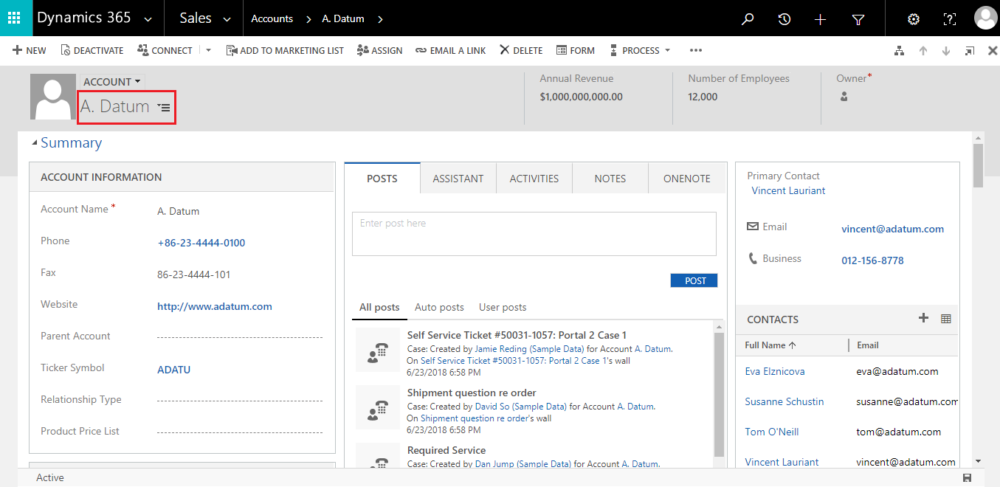 Dynamics 365 Sales Accounts > A. Datum >
NEW DEACTIVATE CONNECT ADD TO MARKETING LIST ASSIGN EMAIL A LINK DELETE FORM PROCESS •••
ACCOUNT
A. Datum
Annual Revenue
$1,000,000,000.00
Number of Employees
12,000
Owner*
Summary
ACCOUNT INFORMATION
Account Name * A. Datum
Phone +86-23-4444-0100
Fax 86-23-4444-101
Website http://www.adatum.com
Parent Account
Ticker Symbol ADATU
Relationship Type
Product Price List
POSTS ASSISTANT ACTIVITIES NOTES ONENOTE
Enter post here
POST
All posts Auto posts User posts
Self Service Ticket #50031-1057: Portal 2 Case 1
Case: Created by Jamie Reding (Sample Data) for Account A. Datum.
On Self Service Ticket #50031-1057: Portal 2 Case 1's wall
6/23/2018 6:58 PM
Shipment question re order
Case: Created by David So (Sample Data) for Account A. Datum.
On Shipment question re order's wall
6/23/2018 6:58 PM
Required Service
Case: Created by Dan Jump (Sample Data) for Account A. Datum.
Primary Contact
Vincent Lauriant
Email vincent@adatum.com
Business 012-156-8778
CONTACTS
Full Name Email
Eva Elznicova eva@adatum.com
Susanne Schustin susanne@adatum.com
Tom O'Neill tom@adatum.com
Vincent Lauriant vincent@adatum.com
Active